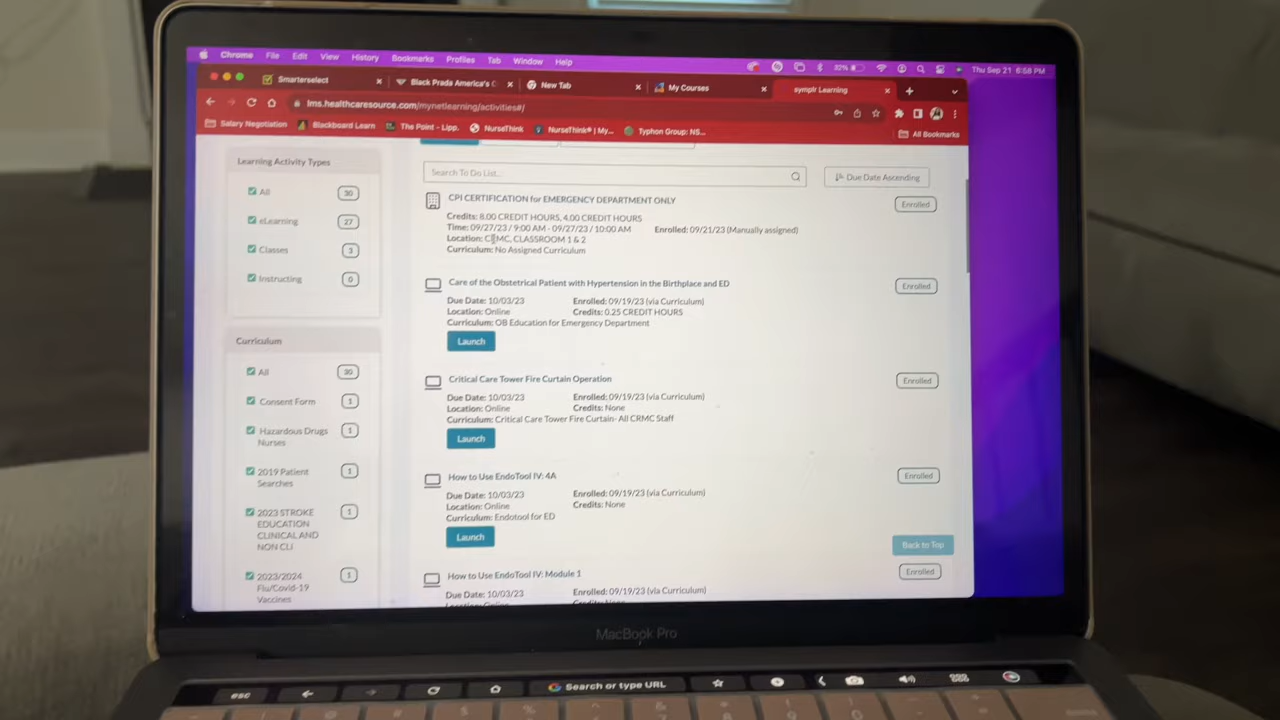 Chrome File Edit View History Bookmarks Profiles Tab Window Help
Thu Sep 21 6:58 PM
Smarterselect
Black Prada America's C
New Tab
My Courses
symplr Learning
lms.healthcaresource.com/mynetlearning/activities#/
Salary Negotiation
Blackboard Learn
The Point - Lipp.
NurseThink
NurseThink® | My...
Typhon Group: NS...
All Bookmarks
Learning Activity Types
All 30
eLearning 27
Classes 3
Instructing 0
Curriculum
All 30
Consent Form 1
Hazardous Drugs 1
Nurses
2019 Patient 1
Searches
2023 STROKE 1
EDUCATION
CLINICAL AND
NON CLI
2023/2024 1
Flu/Covid-19
Vaccines
Search To Do List...
Due Date Ascending
CPI CERTIFICATION for EMERGENCY DEPARTMENT ONLY
Enrolled
Credits: 8.00 CREDIT HOURS, 4.00 CREDIT HOURS
Time: 09/27/23 / 9:00 AM - 09/27/23 / 10:00 AM Enrolled: 09/21/23 (Manually assigned)
Location: CRMC, CLASSROOM 1 & 2
Curriculum: No Assigned Curriculum
Care of the Obstetrical Patient with Hypertension in the Birthplace and ED
Enrolled
Due Date: 10/03/23 Enrolled: 09/19/23 (via Curriculum)
Location: Online Credits: 0.25 CREDIT HOURS
Curriculum: OB Education for Emergency Department
Launch
Critical Care Tower Fire Curtain Operation
Enrolled
Due Date: 10/03/23 Enrolled: 09/19/23 (via Curriculum)
Location: Online Credits: None
Curriculum: Critical Care Tower Fire Curtain- All CRMC Staff
Launch
How to Use EndoTool IV: 4A
Enrolled
Due Date: 10/03/23 Enrolled: 09/19/23 (via Curriculum)
Location: Online Credits: None
Curriculum: Endotool for ED
Launch
Back to Top
How to Use EndoTool IV: Module 1
Enrolled
Due Date: 10/03/23 Enrolled: 09/19/23 (via Curriculum)
Location: Online Credits: None
MacBook Pro
esc
Search or type URL